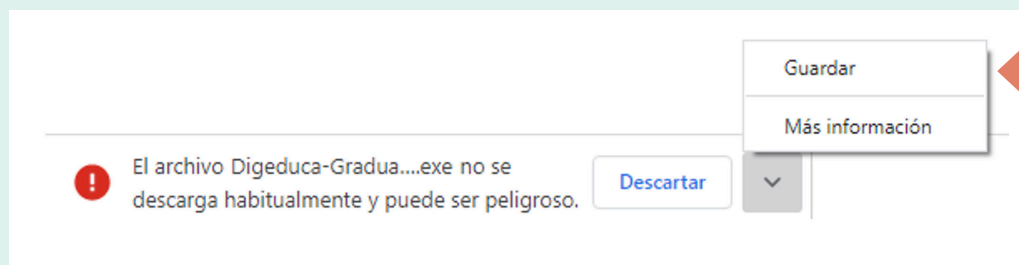 Guardar
Más información
El archivo Digeduca-Gradua....exe no se
descarga habitualmente y puede ser peligroso.
Descartar